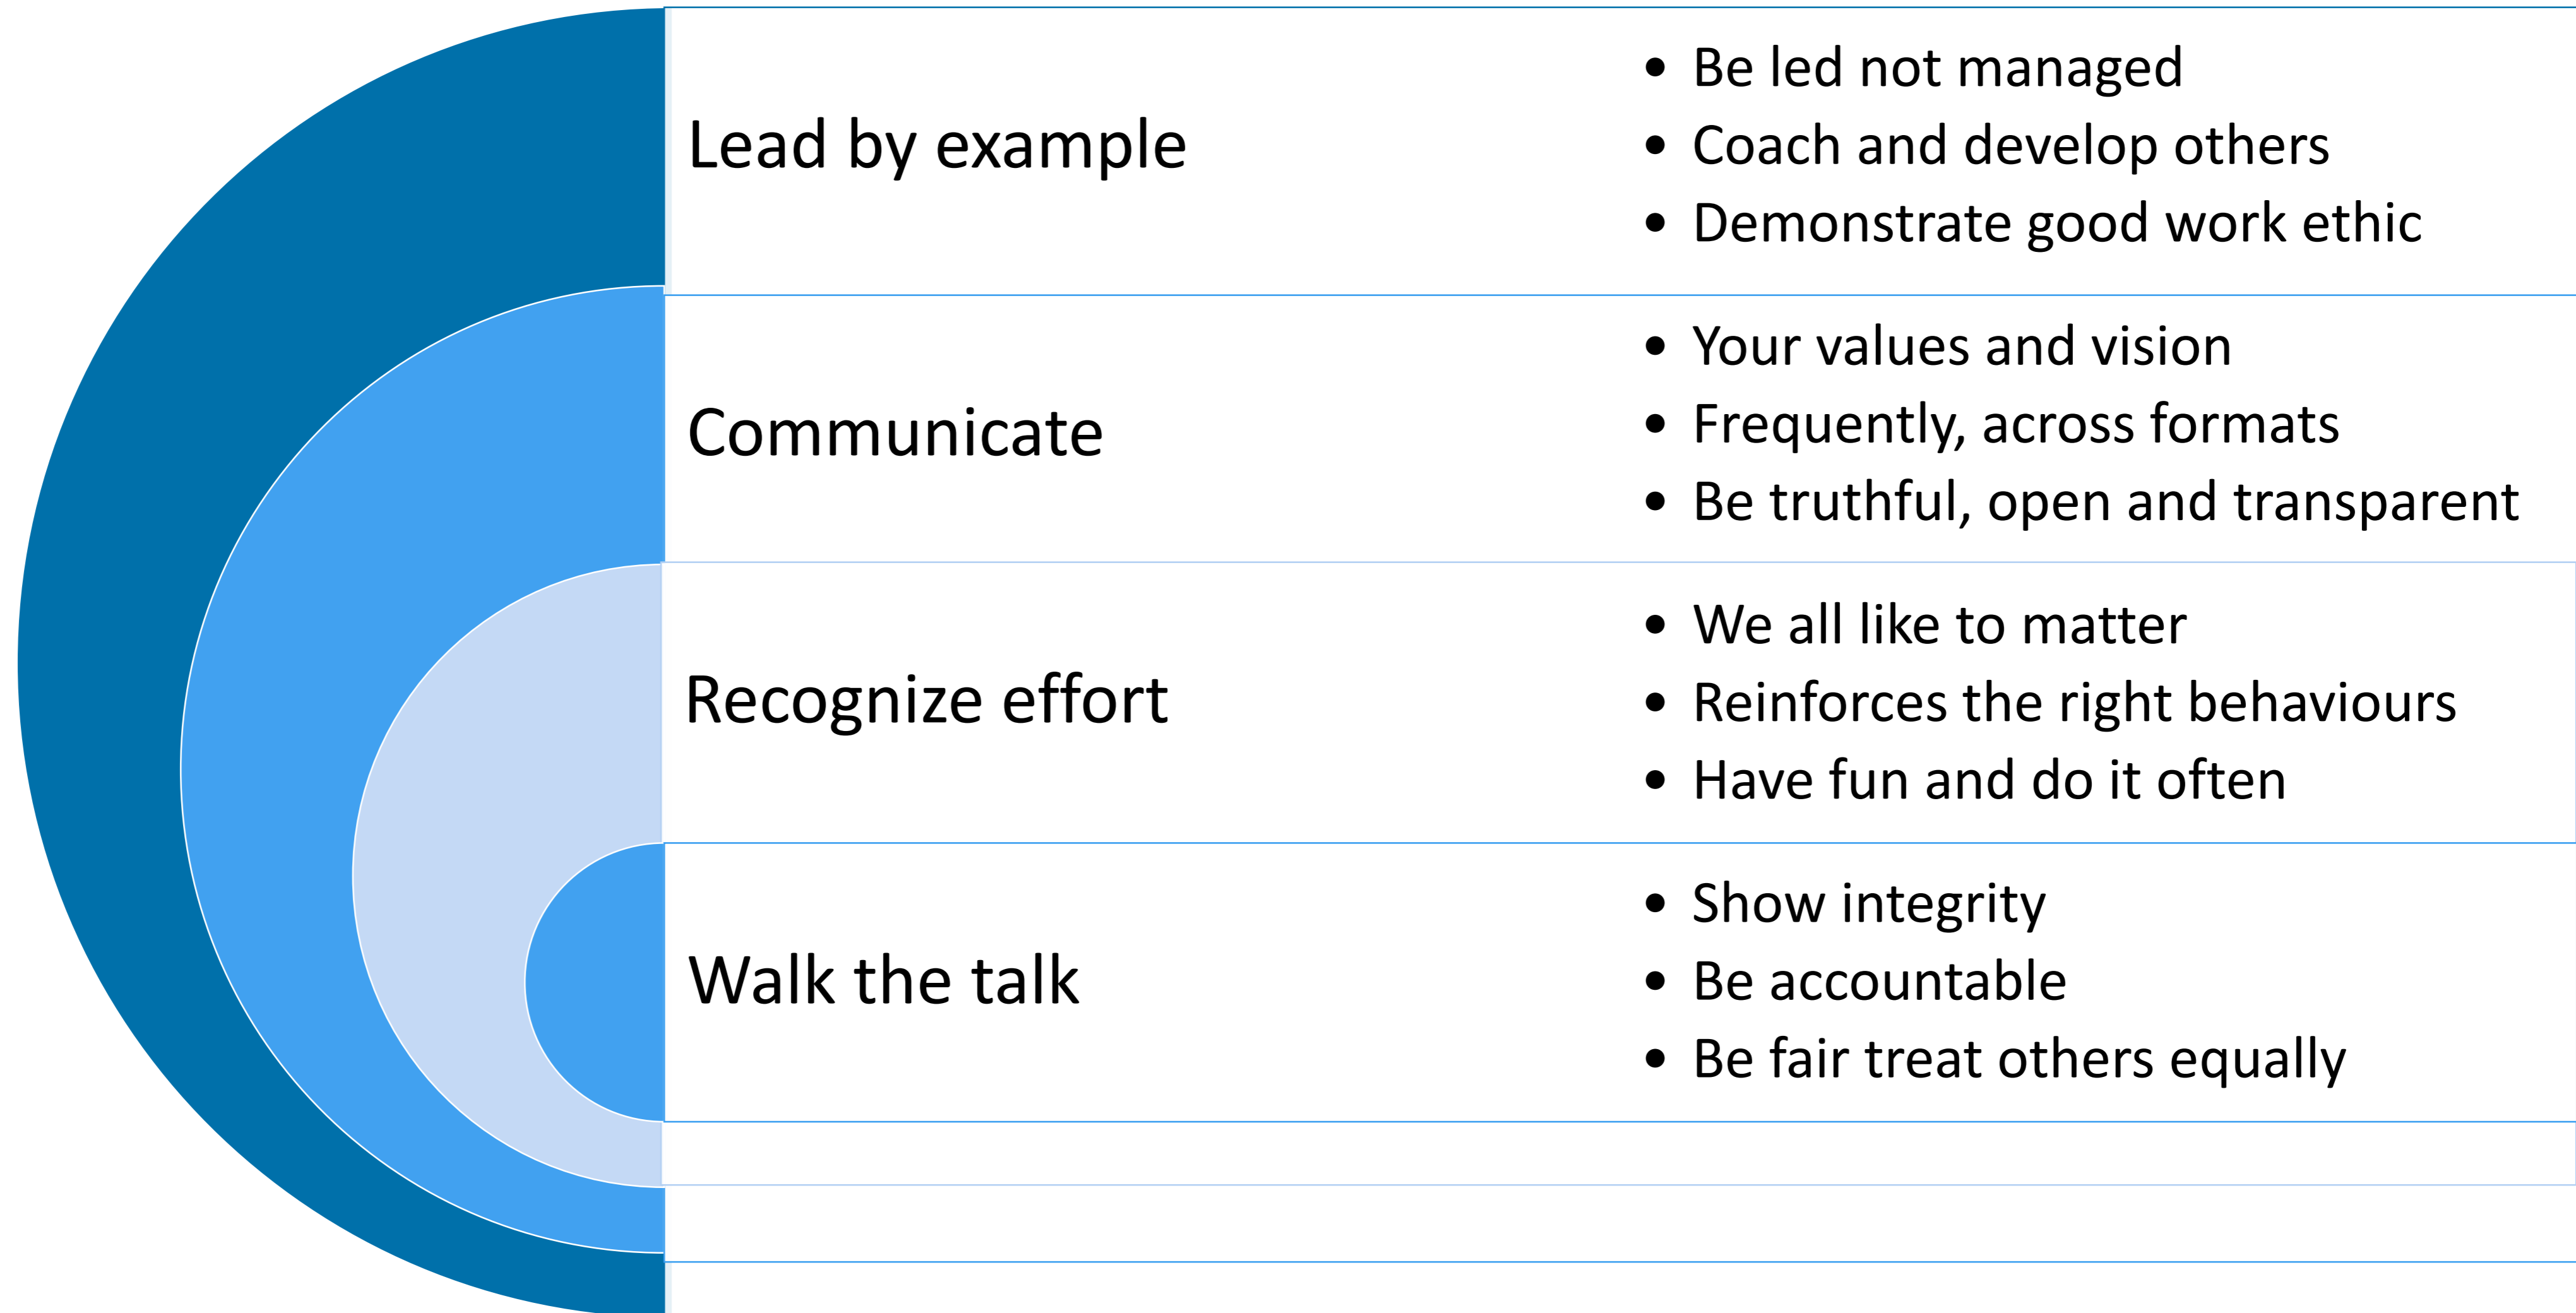 Lead by example
• Be led not managed
• Coach and develop others
• Demonstrate good work ethic
Communicate
• Your values and vision
• Frequently, across formats
• Be truthful, open and transparent
Recognize effort
• We all like to matter
• Reinforces the right behaviours
• Have fun and do it often
Walk the talk
• Show integrity
• Be accountable
• Be fair treat others equally